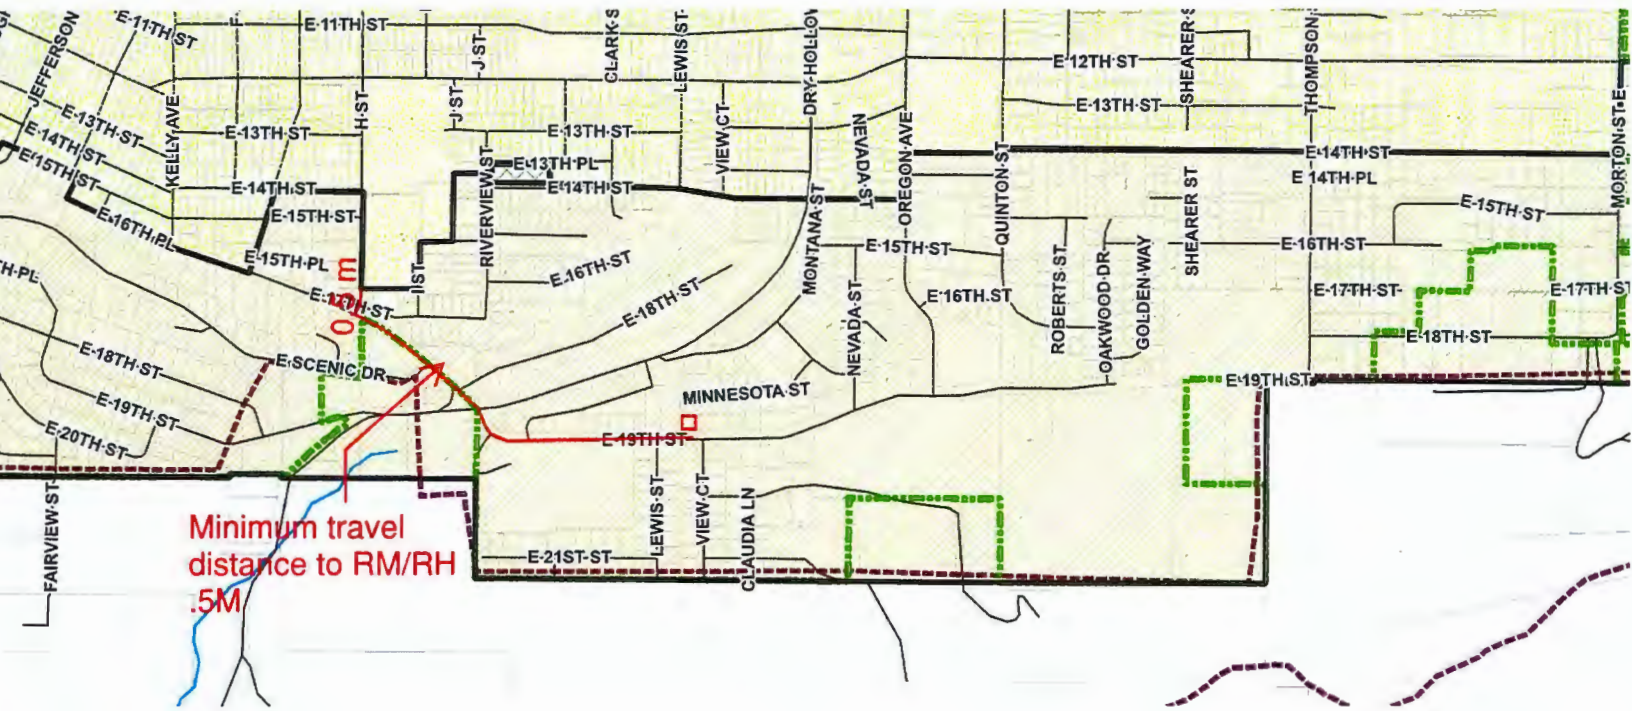 E 11TH ST
E 11TH ST
J ST
CLARK S
LEWIS ST
DRY HOLLOW
E 12TH ST
SHEARER S
THOMPSON
JEFFERSON
KELLY AVE
H ST
J ST
VIEW CT
NEVADA ST
OREGON AVE
E 13TH ST
E 13TH ST
E 13TH ST
E 13TH ST
E 14TH ST
E 13TH PL
E 14TH ST
MORTON ST E
E 15TH ST
E 14TH ST
RIVERVIEW ST
E 14TH ST
MONTANA ST
QUINTON ST
E 14TH PL
SHEARER ST
E 15TH ST
E 16TH PL
E 15TH ST
E 15TH PL
I ST
E 15TH ST
E 16TH ST
TH PL
E 16TH ST
E 16TH ST
ROBERTS ST
OAKWOOD DR
GOLDEN WAY
E 17TH ST
0.5 m
E 18TH ST
NEVADA ST
E 17TH ST
E 17TH ST
E 18TH ST
E 18TH ST
E SCENIC DR
E 19TH ST
MINNESOTA ST
E 19TH ST
E 20TH ST
E 19TH ST
FAIRVIEW ST
LEWIS ST
VIEW CT
CLAUDIA LN
E 21ST ST
Minimum travel
distance to RM/RH
.5M